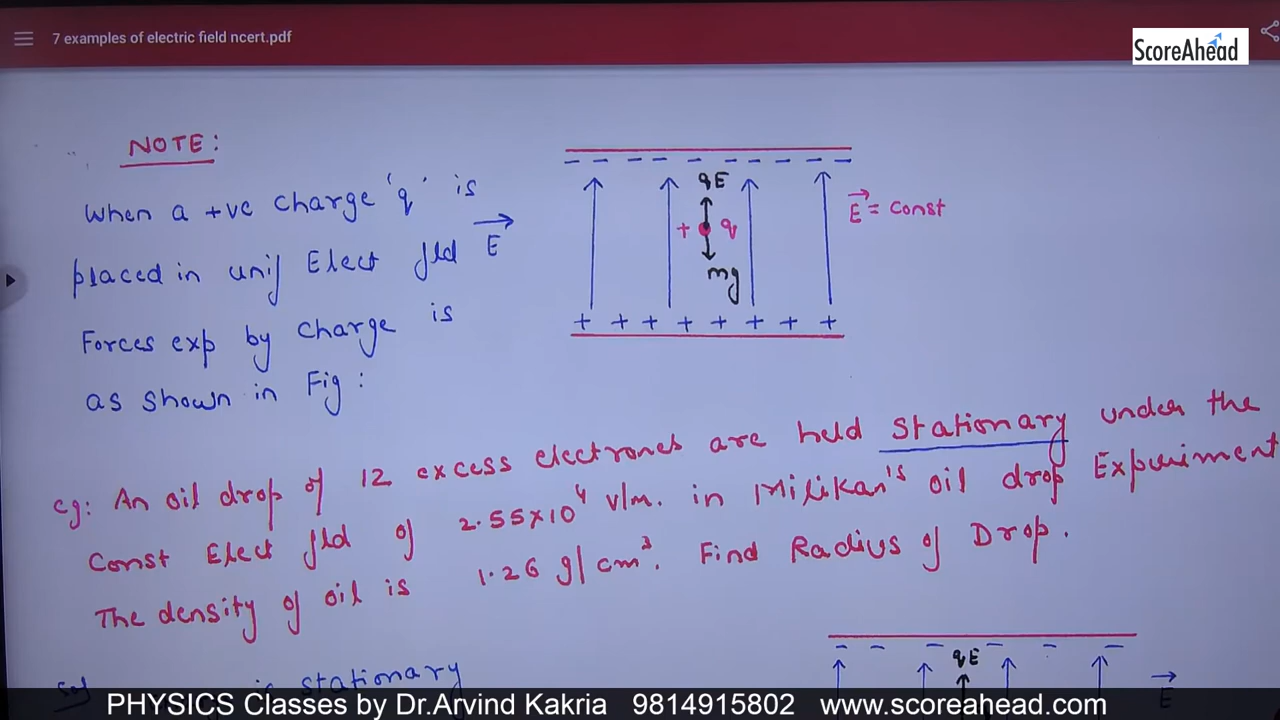 7 examples of electric field ncert.pdf
ScoreAhead
NOTE:
When a +ve charge 'q' is
placed in unif Elect fld E
Forces exp by charge is
as shown in Fig:
- - - - - - - - - -
qE
+ q
mg
E = Const
+ + + + + + + +
eg: An oil drop of 12 excess electrones are held stationary under the
Const Elect fld of 2.55×10⁴ V/m. in Milikan's oil drop Experiment
The density of oil is 1.26 g/cm³. Find Radius of Drop.
Sol is stationary
- - - - -
qE
E
PHYSICS Classes by Dr.Arvind Kakria 9814915802 www.scoreahead.com